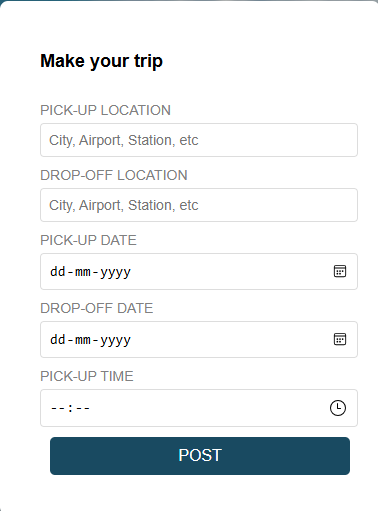 Make your trip
PICK-UP LOCATION
City, Airport, Station, etc
DROP-OFF LOCATION
City, Airport, Station, etc
PICK-UP DATE
dd-mm-yyyy
DROP-OFF DATE
dd-mm-yyyy
PICK-UP TIME
--:--
POST